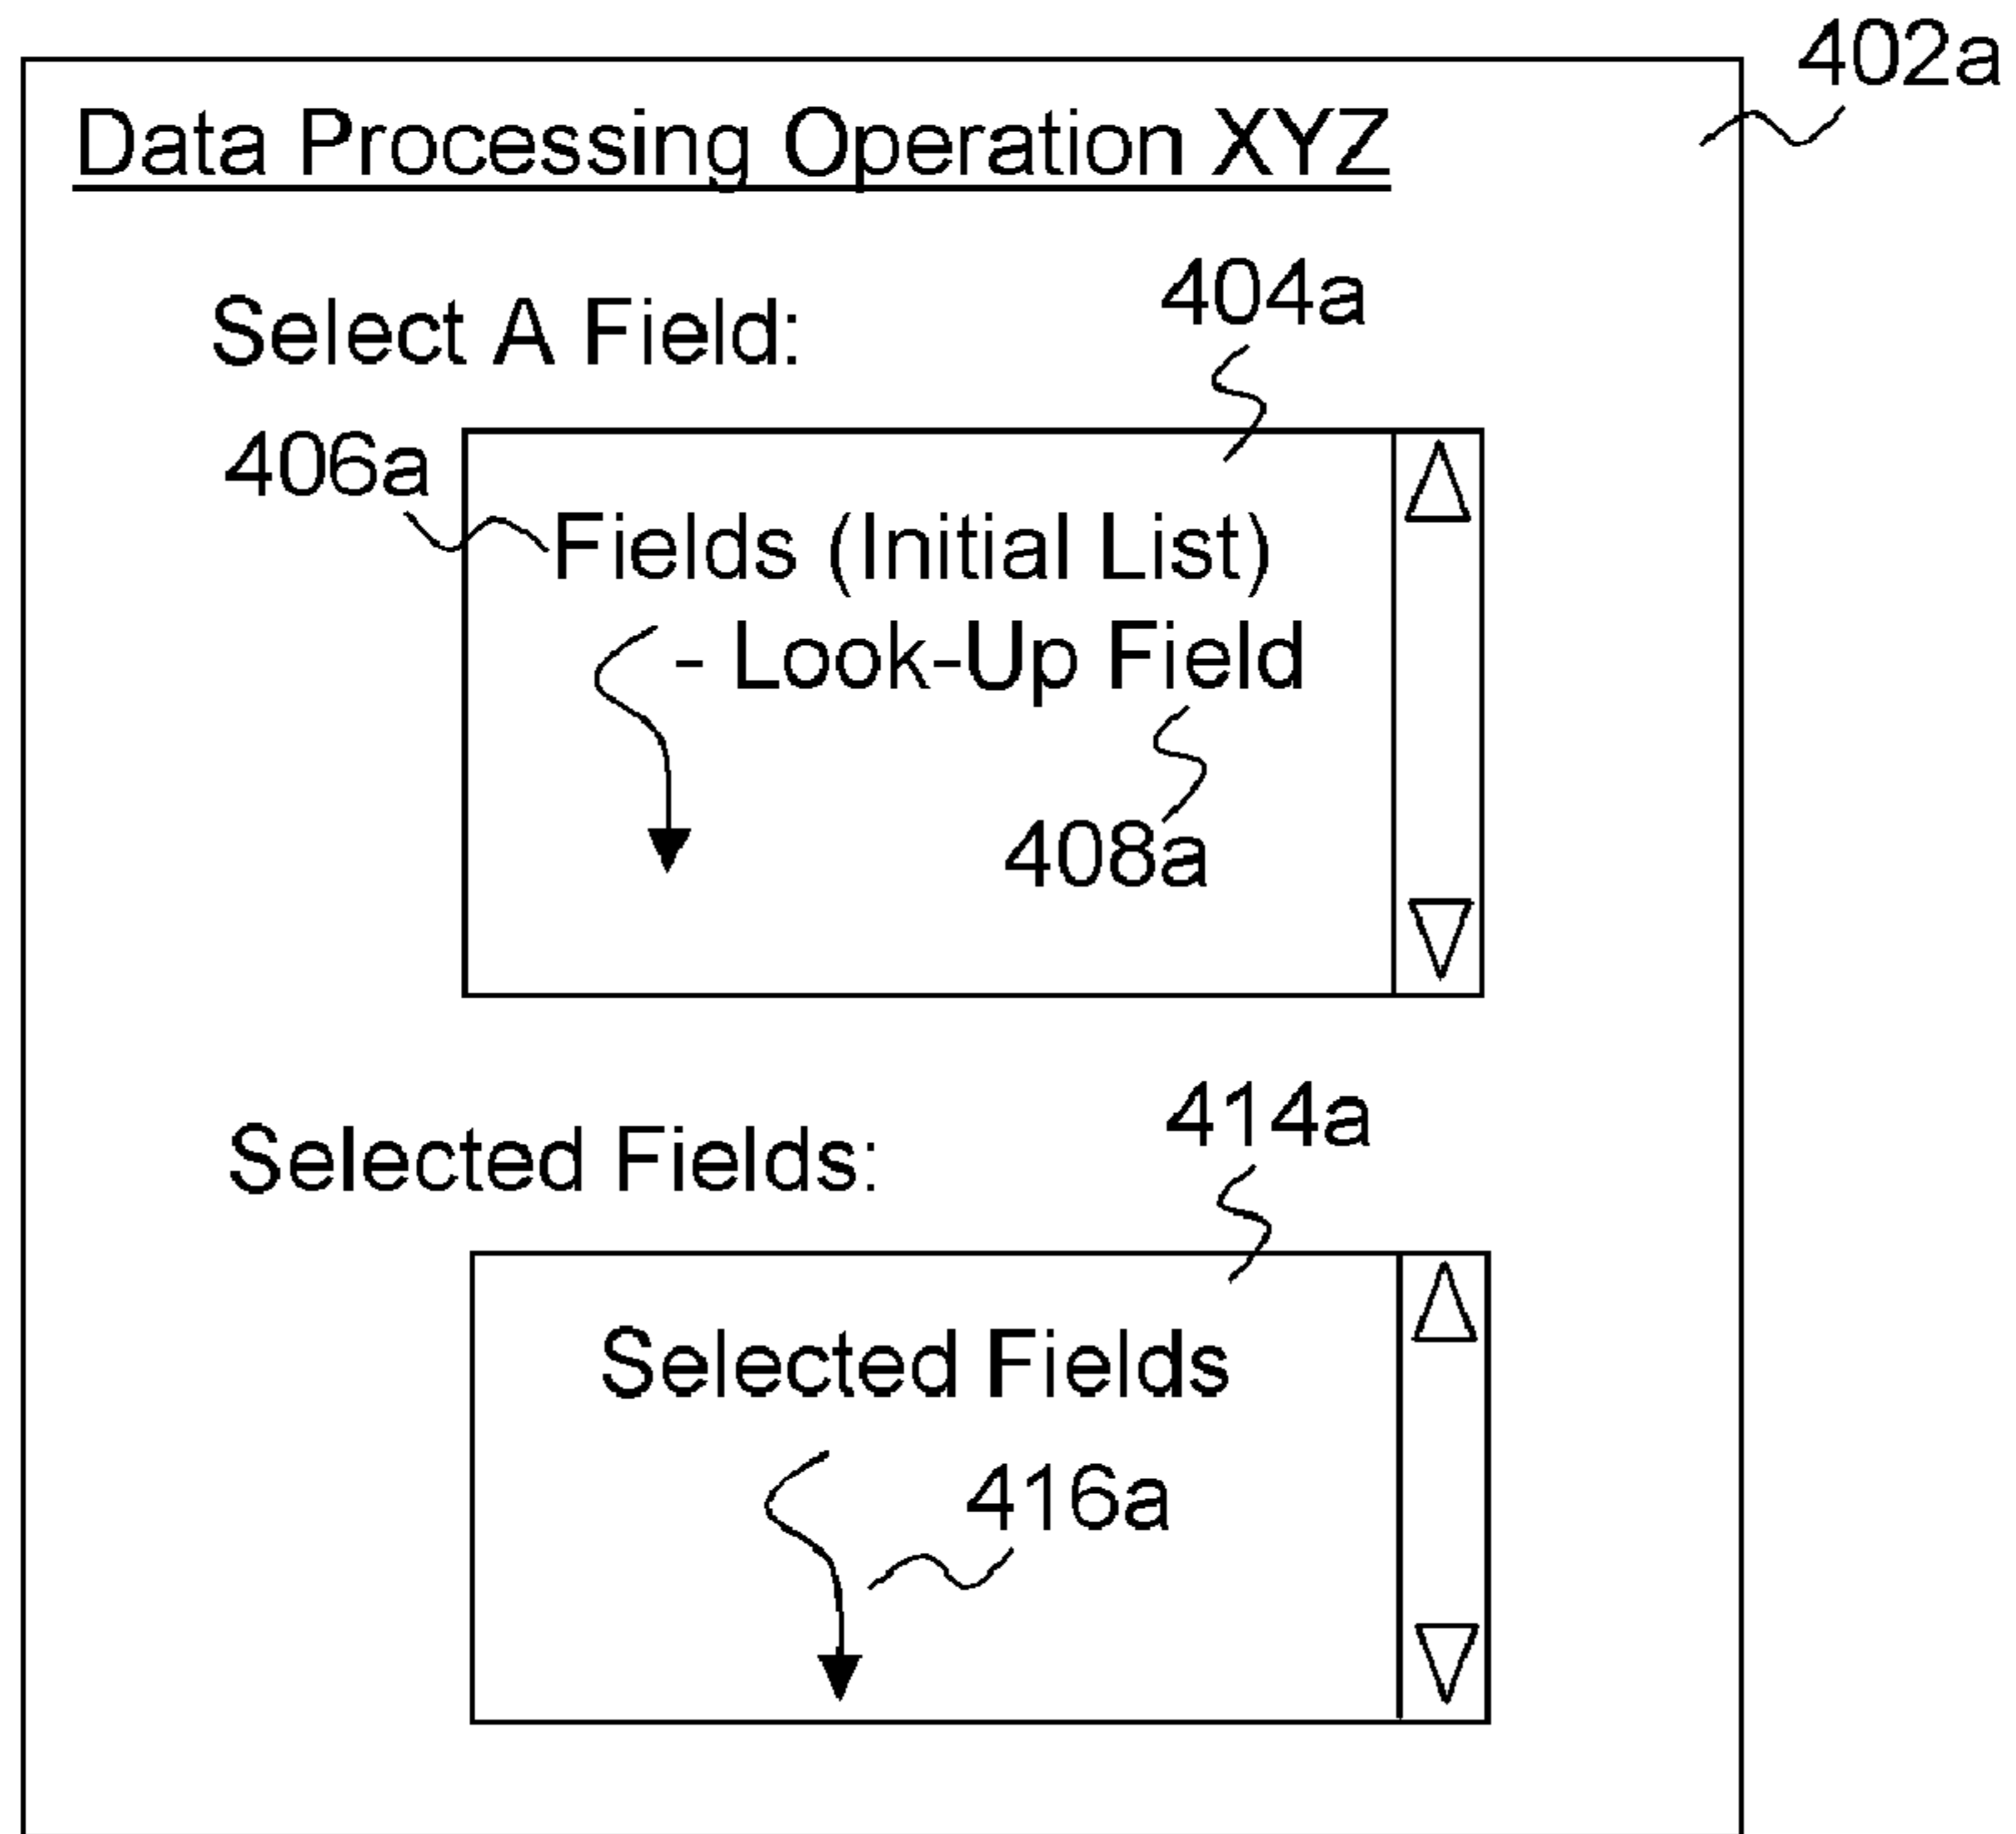 402a
Data Processing Operation XYZ
404a
Select A Field:
406a
Fields (Initial List)
- Look-Up Field
408a
414a
Selected Fields:
Selected Fields
416a